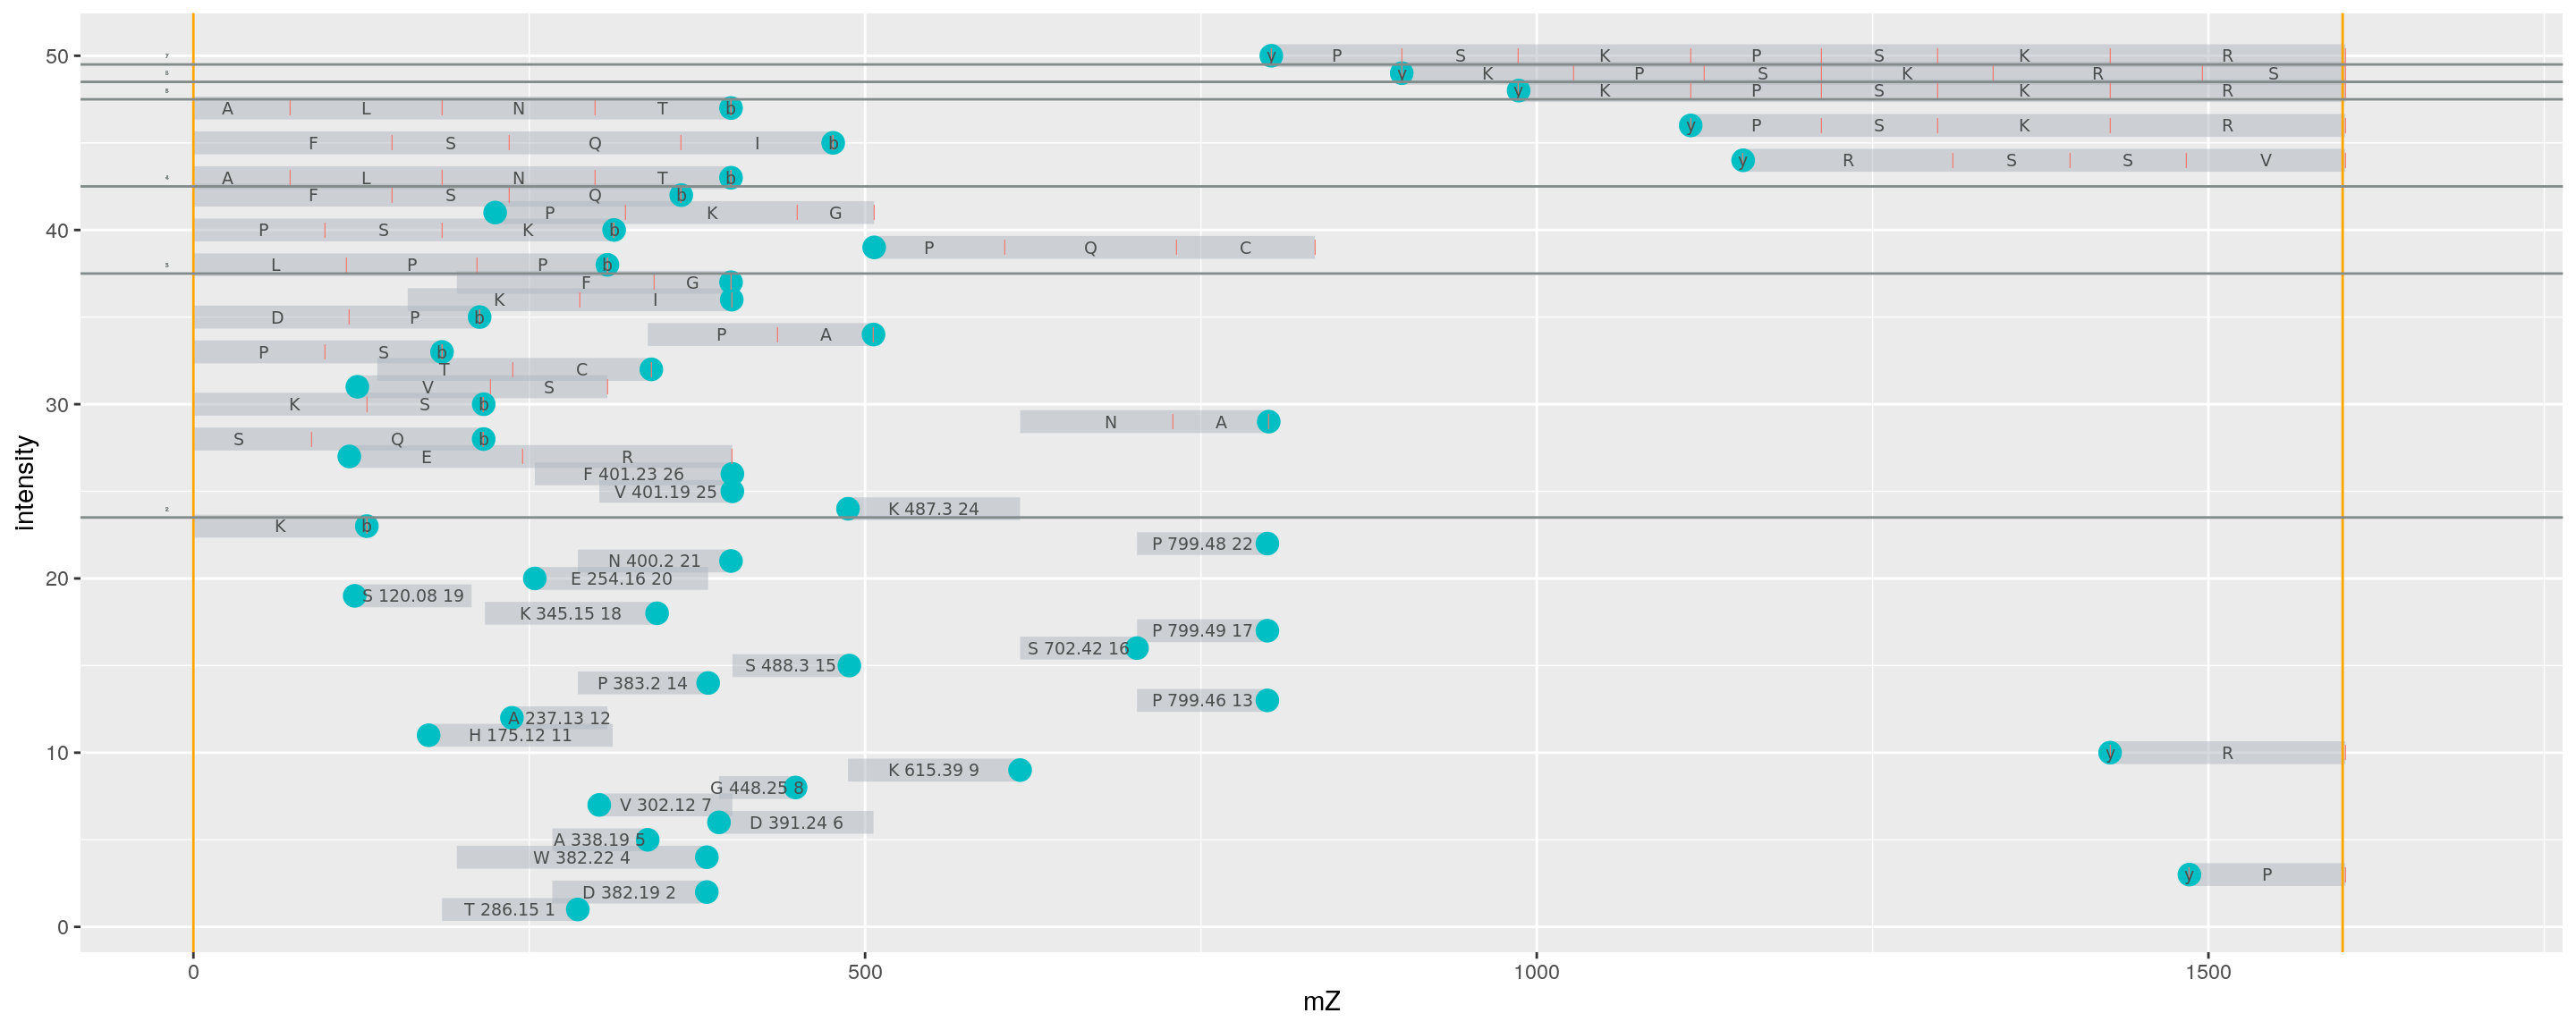 50
P S K P S K R
y
K P S K R S
y
K P S K R
y
A L N T b
P S K R
y
F S Q I b
R S S V
y
A L N T b
F S Q b
P K G
40
P S K b
P Q C
L P P b
F G
K I
D P b
P A
P S b
T C
V S
30
K S b
N A
S Q b
E R
F 401.23 26
V 401.19 25
K 487.3 24
K b
P 799.48 22
N 400.2 21
20
E 254.16 20
S 120.08 19
K 345.15 18
P 799.49 17
S 702.42 16
S 488.3 15
P 383.2 14
P 799.46 13
A 237.13 12
H 175.12 11
10
y R
K 615.39 9
G 448.25 8
V 302.12 7
D 391.24 6
A 338.19 5
W 382.22 4
y P
D 382.19 2
T 286.15 1
0
intensity
0 500 1000 1500
mZ